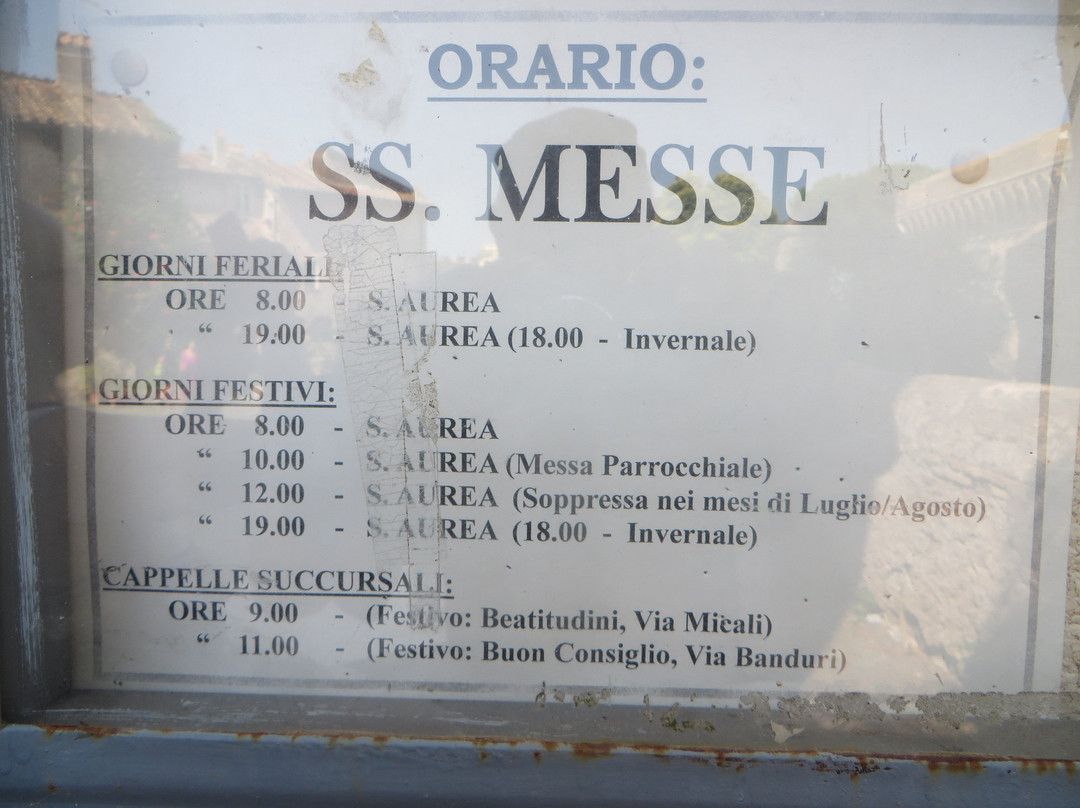 ORARIO:
SS. MESSE
GIORNI FERIALI
ORE 8.00 - S. AUREA
“ 19.00 - S. AUREA (18.00 - Invernale)
GIORNI FESTIVI:
ORE 8.00 - S. AUREA
“ 10.00 - S. AUREA (Messa Parrocchiale)
“ 12.00 - S. AUREA (Soppressa nei mesi di Luglio/Agosto)
“ 19.00 - S. AUREA (18.00 - Invernale)
CAPPELLE SUCCURSALI:
ORE 9.00 - (Festivo: Beatitudini, Via Micali)
“ 11.00 - (Festivo: Buon Consiglio, Via Banduri)